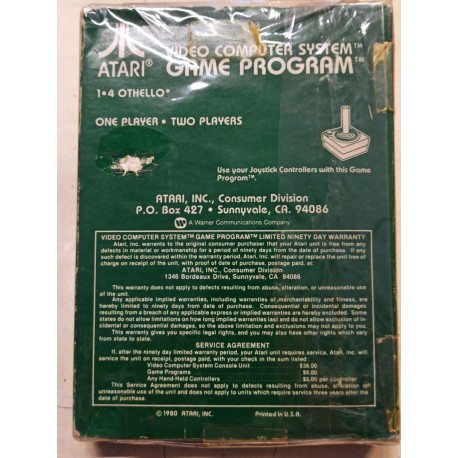 VIDEO COMPUTER SYSTEM™
ATARI® GAME PROGRAM™
1•4 OTHELLO*
ONE PLAYER • TWO PLAYERS
Use your Joystick Controllers with this Game
Program™.
ATARI, INC., Consumer Division
P.O. Box 427 • Sunnyvale, CA. 94086
A Warner Communications Company
VIDEO COMPUTER SYSTEM™ GAME PROGRAM™ LIMITED NINETY DAY WARRANTY
Atari, Inc. warrants to the original consumer purchaser that your Atari unit is free from any
defects in material or workmanship for a period of ninety days from the date of purchase. If any
such defect is discovered within the warranty period, Atari, Inc. will repair or replace the unit free
of charge on receipt of the unit, with proof of date of purchase, postage paid, at:
ATARI, INC., Consumer Division
1346 Bordeaux Drive, Sunnyvale, CA 94086
This warranty does not apply to defects resulting from abuse, alteration, or unreasonable use
of the unit.
Any applicable implied warranties, including warranties of merchantability and fitness, are
hereby limited to ninety days from date of purchase. Consequential or incidental damages
resulting from a breach of any applicable express or implied warranties are hereby excluded. Some
states do not allow limitations on how long implied warranties last and do not allow exclusion of
incidental or consequential damages, so the above limitations and exclusion may not apply to you.
This warranty gives you specific legal rights, and you may also have other rights which vary
from state to state.
SERVICE AGREEMENT
If, after the ninety day limited warranty period, your Atari unit requires service, Atari, Inc. will
service the unit on receipt, postage paid, with your check in the sum listed:
Video Computer System Console Unit $36.00
Game Programs $6.00
Any Hand-Held Controllers $5.00 per controller
This Service Agreement does not apply to defects resulting from abuse, alteration or
unreasonable use of the unit and does not apply to units which
© 1980 ATARI, INC. Printed in U.S.A.